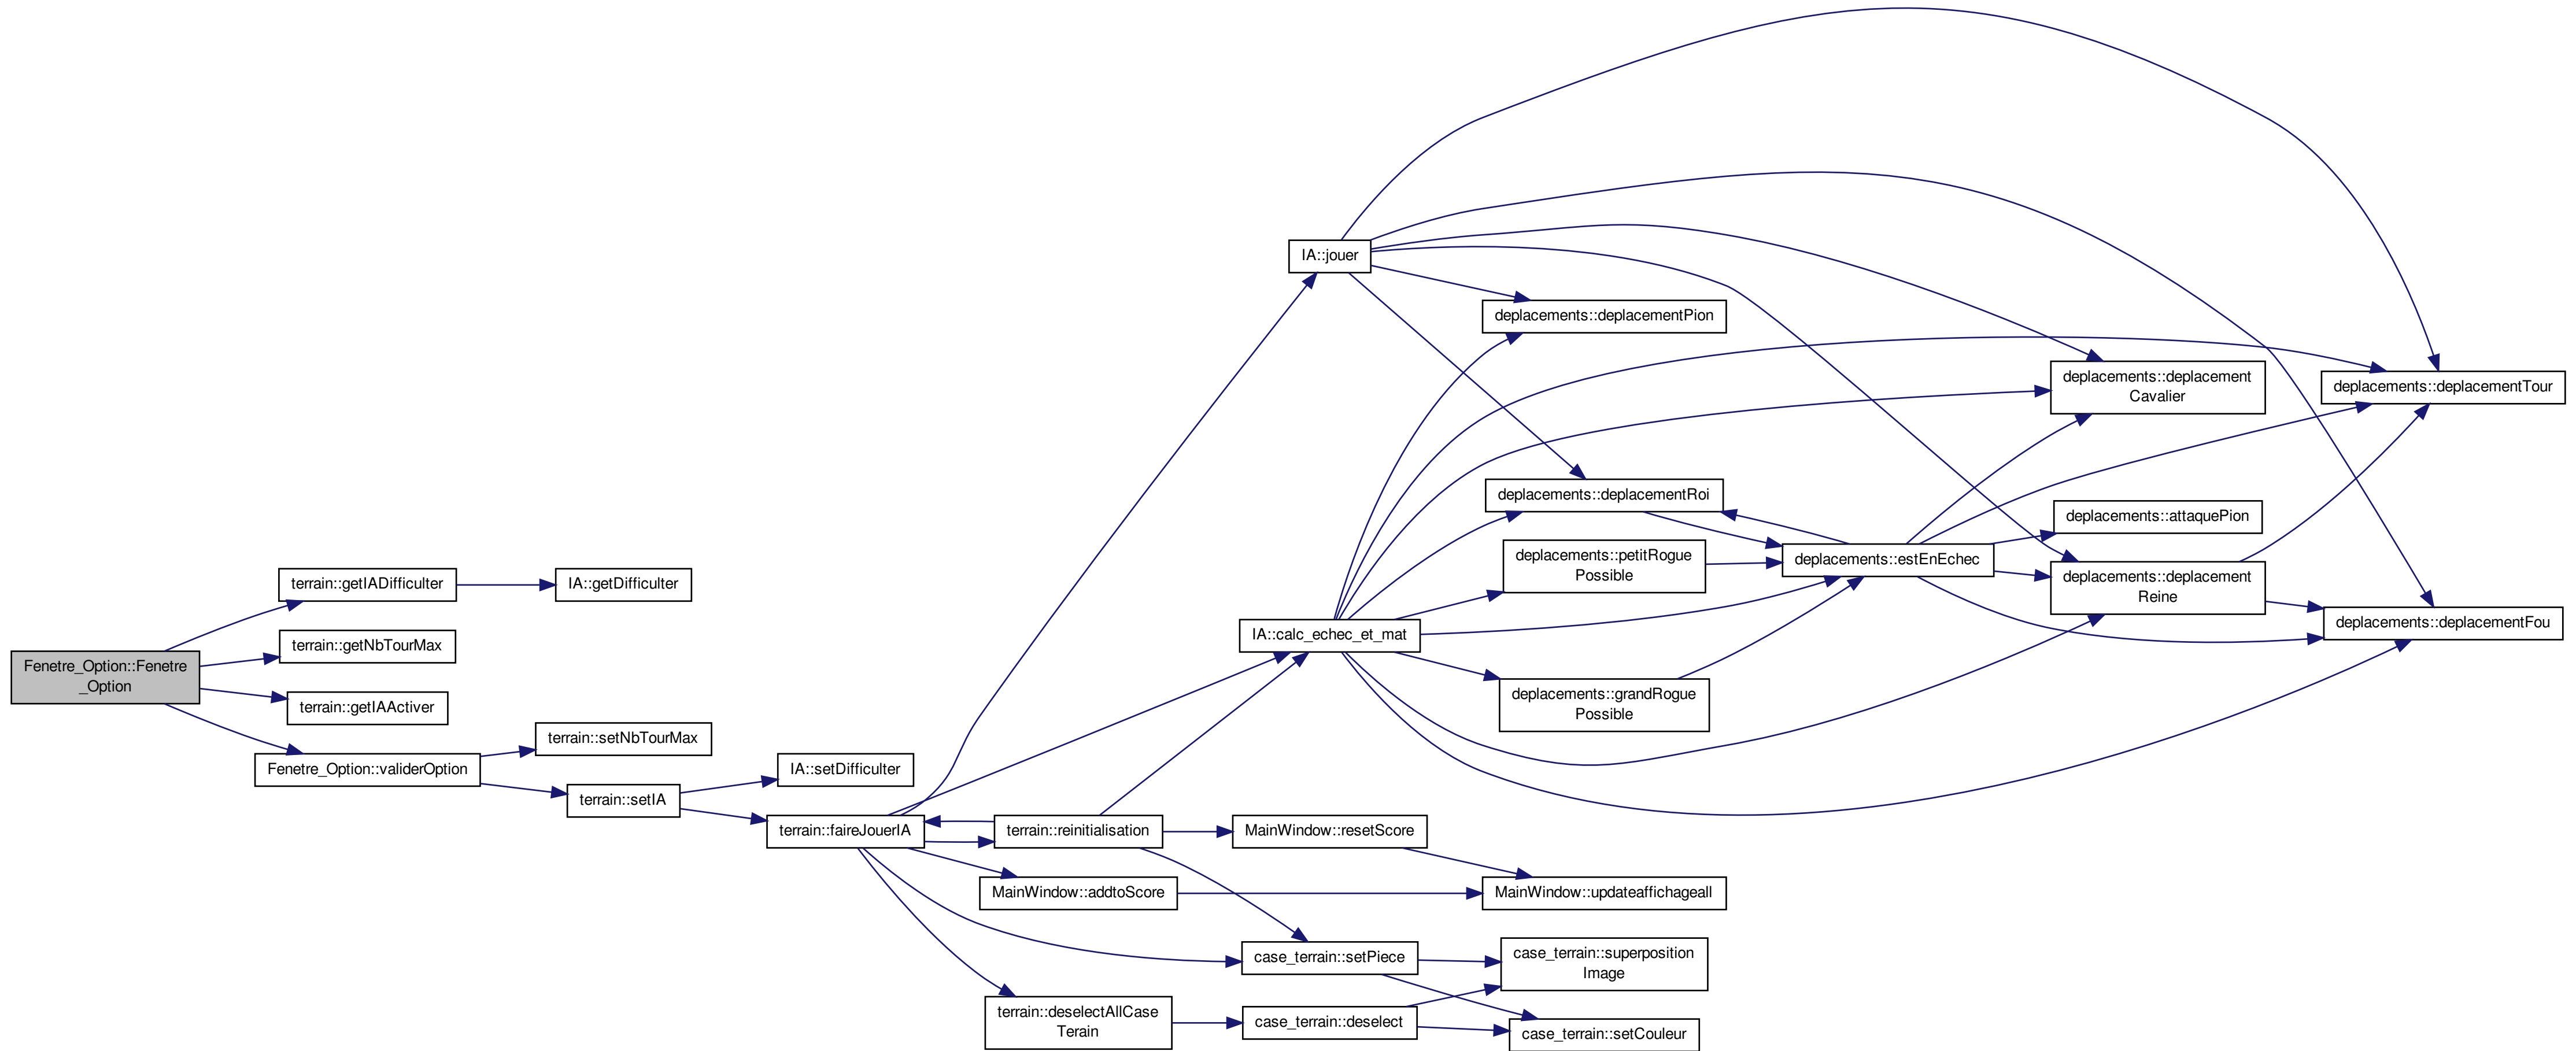 Fenetre_Option::Fenetre
_Option
terrain::getIADifficulter
terrain::getNbTourMax
terrain::getIAActiver
Fenetre_Option::validerOption
IA::getDifficulter
terrain::setNbTourMax
terrain::setIA
IA::setDifficulter
terrain::faireJouerIA
terrain::reinitialisation
MainWindow::addtoScore
terrain::deselectAllCase
Terain
IA::jouer
IA::calc_echec_et_mat
MainWindow::resetScore
case_terrain::setPiece
case_terrain::deselect
deplacements::deplacementPion
deplacements::deplacementRoi
deplacements::petitRogue
Possible
deplacements::grandRogue
Possible
MainWindow::updateaffichageall
case_terrain::superposition
Image
case_terrain::setCouleur
deplacements::estEnEchec
deplacements::deplacement
Cavalier
deplacements::attaquePion
deplacements::deplacement
Reine
deplacements::deplacementTour
deplacements::deplacementFou